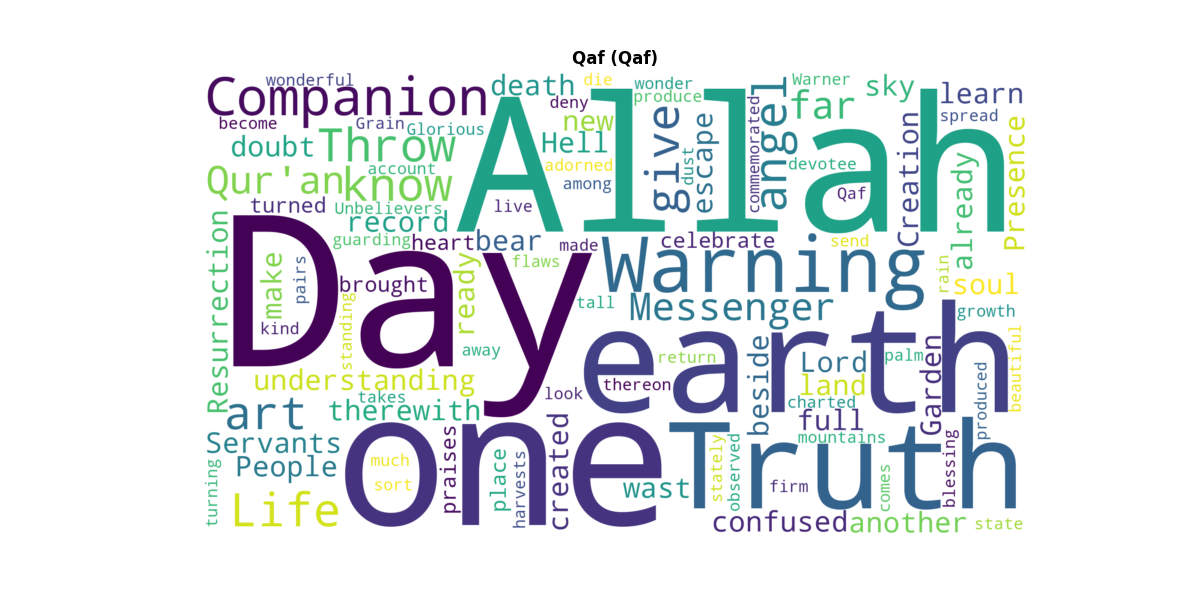 Qaf (Qaf)
wonderful
Companion
become
Grain
Glorious
death
deny
die
wonder
produce
Warner
sky
learn
spread
doubt
Throw
new
Hell
far
angel
give
dust
escape
commemorated
Allah
Qur'an
know
account
adorned
among
devotee
Qaf
Creation
already
Presence
turned
Unbelievers
record
live
guarding
heart
bear
made
celebrate
send
Resurrection
make
pairs
kind
Day
brought
ready
flaws
Warning
rain
soul
standing
tall
Messenger
growth
away
earth
return
beside
Lord
palm
land
Garden
produced
beautiful
understanding
takes
look
thereon
charted
art
therewith
full
Servants
People
one
much
sort
praises
place
harvests
created
Truth
mountains
stately
observed
firm
comes
blessing
turning
Life
wast
confused
another
state